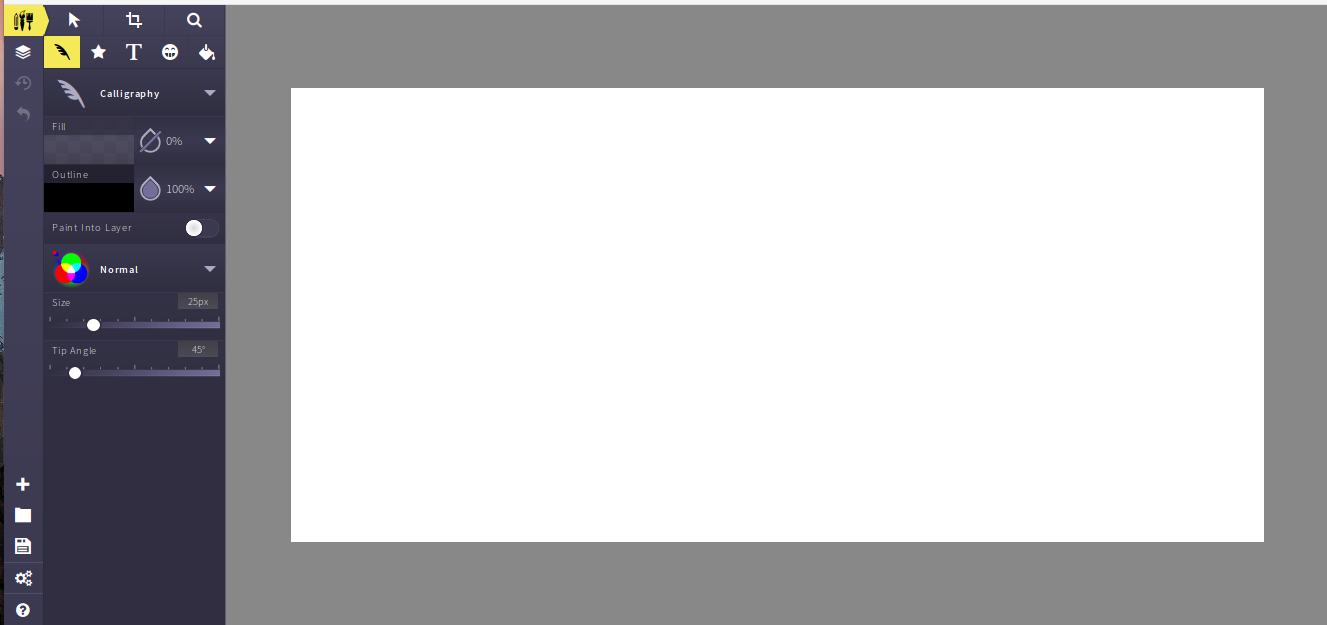 T
Calligraphy
Fill
0%
Outline
100%
Paint Into Layer
Normal
Size
25px
Tip Angle
45°
?